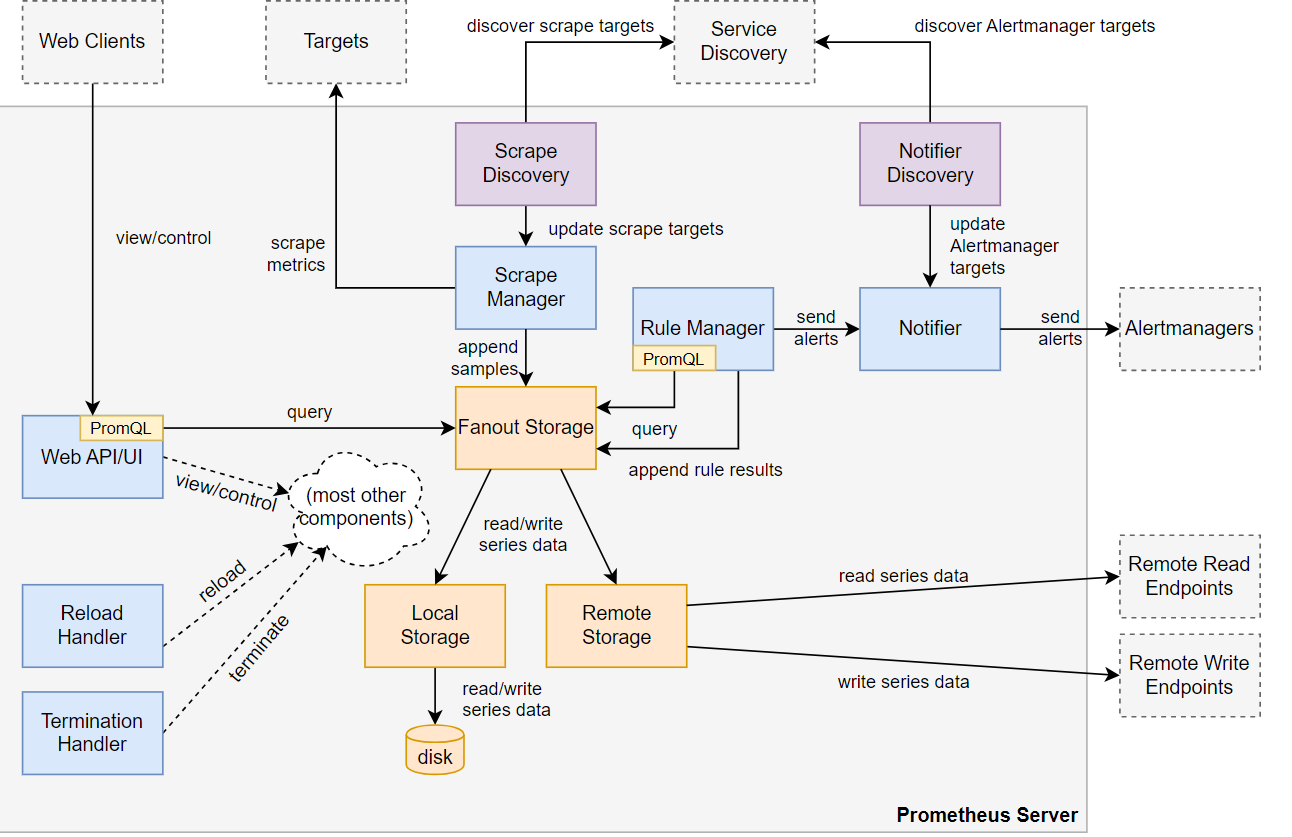 Web Clients
Targets
discover scrape targets
Service
Discovery
discover Alertmanager targets
Scrape
Discovery
Notifier
Discovery
view/control
scrape
metrics
update scrape targets
update
Alertmanager
targets
Scrape
Manager
Rule Manager
PromQL
send
alerts
Notifier
send
alerts
Alertmanagers
append
samples
PromQL
Web API/UI
query
Fanout Storage
query
append rule results
view/control
(most other
components)
read/write
series data
reload
terminate
Reload
Handler
Local
Storage
Remote
Storage
read series data
Remote Read
Endpoints
write series data
Remote Write
Endpoints
Termination
Handler
read/write
series data
disk
Prometheus Server